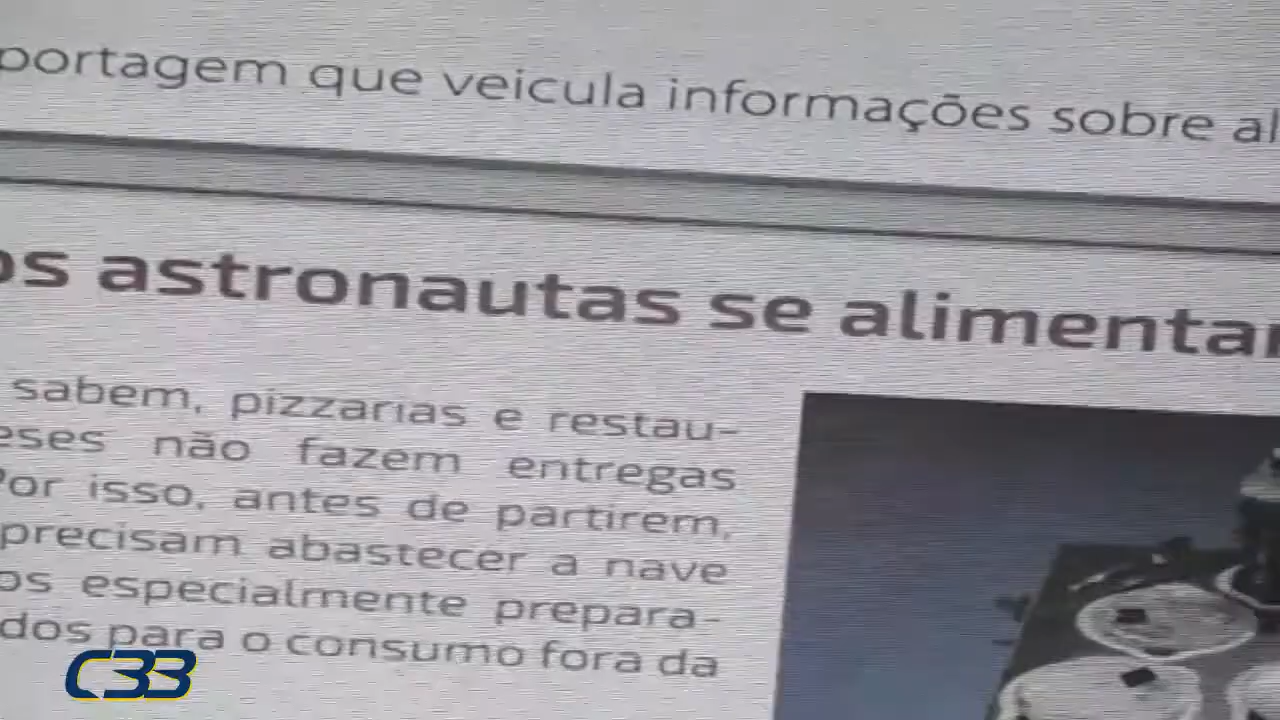 portagem que veicula informações sobre al
os astronautas se alimentar
sabem, pizzarias e restau-
eses não fazem entregas
Por isso, antes de partirem,
precisam abastecer a nave
os especialmente prepara-
dos para o consumo fora da
C33